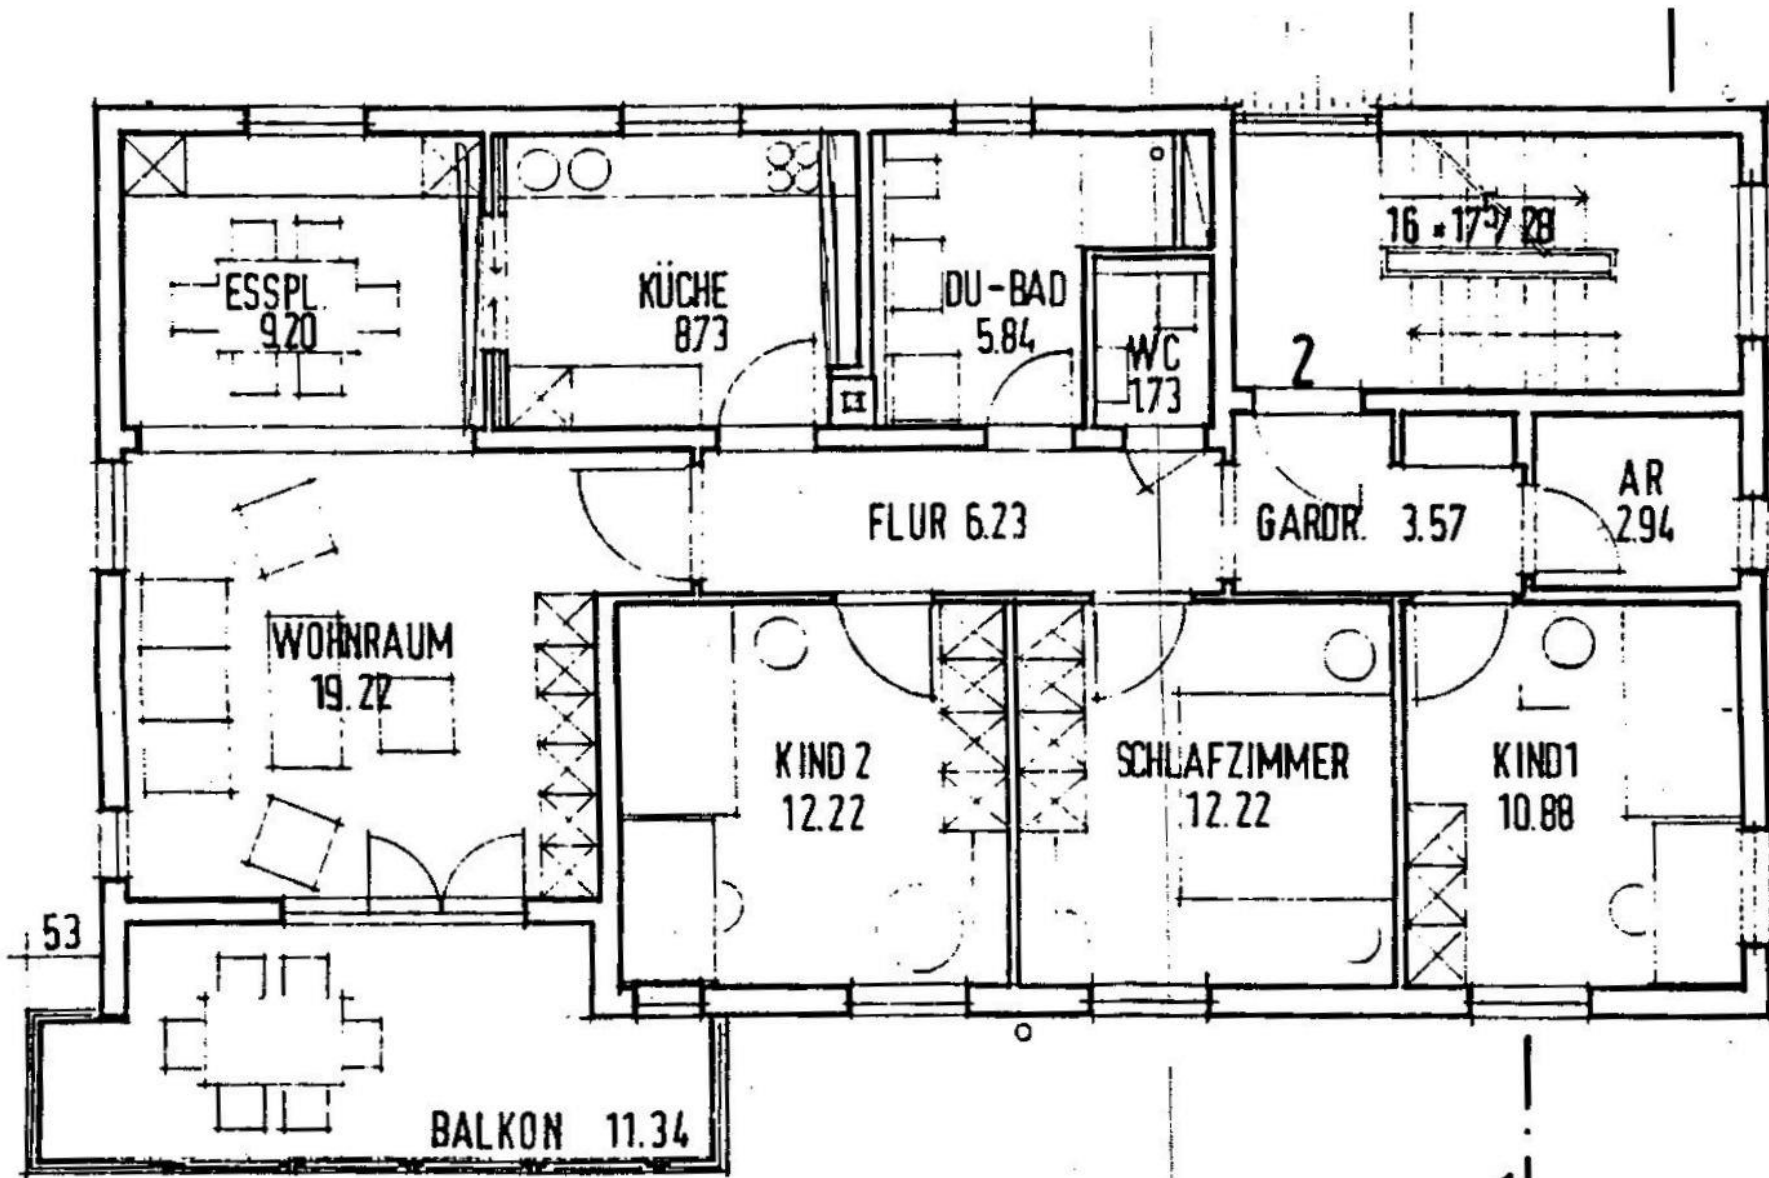 16 × 17⁵ / 28
ESSPL.
9.20
KÜCHE
8.73
DU-BAD
5.84
WC
1.73
2
FLUR 6.23
GARDR. 3.57
AR
2.94
WOHNRAUM
19.22
KIND 2
12.22
SCHLAFZIMMER
12.22
KIND 1
10.88
53
BALKON 11.34